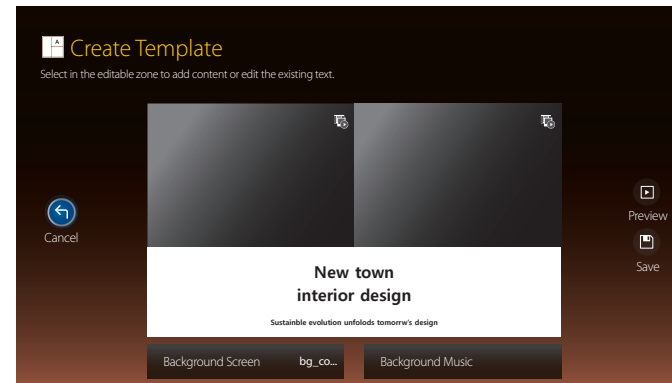 A
Create Template
Select in the editable zone to add content or edit the existing text.
Cancel
Preview
Save
New town
interior design
Sustainble evolution unfolods tomorrw's design
Background Screen bg_co...
Background Music